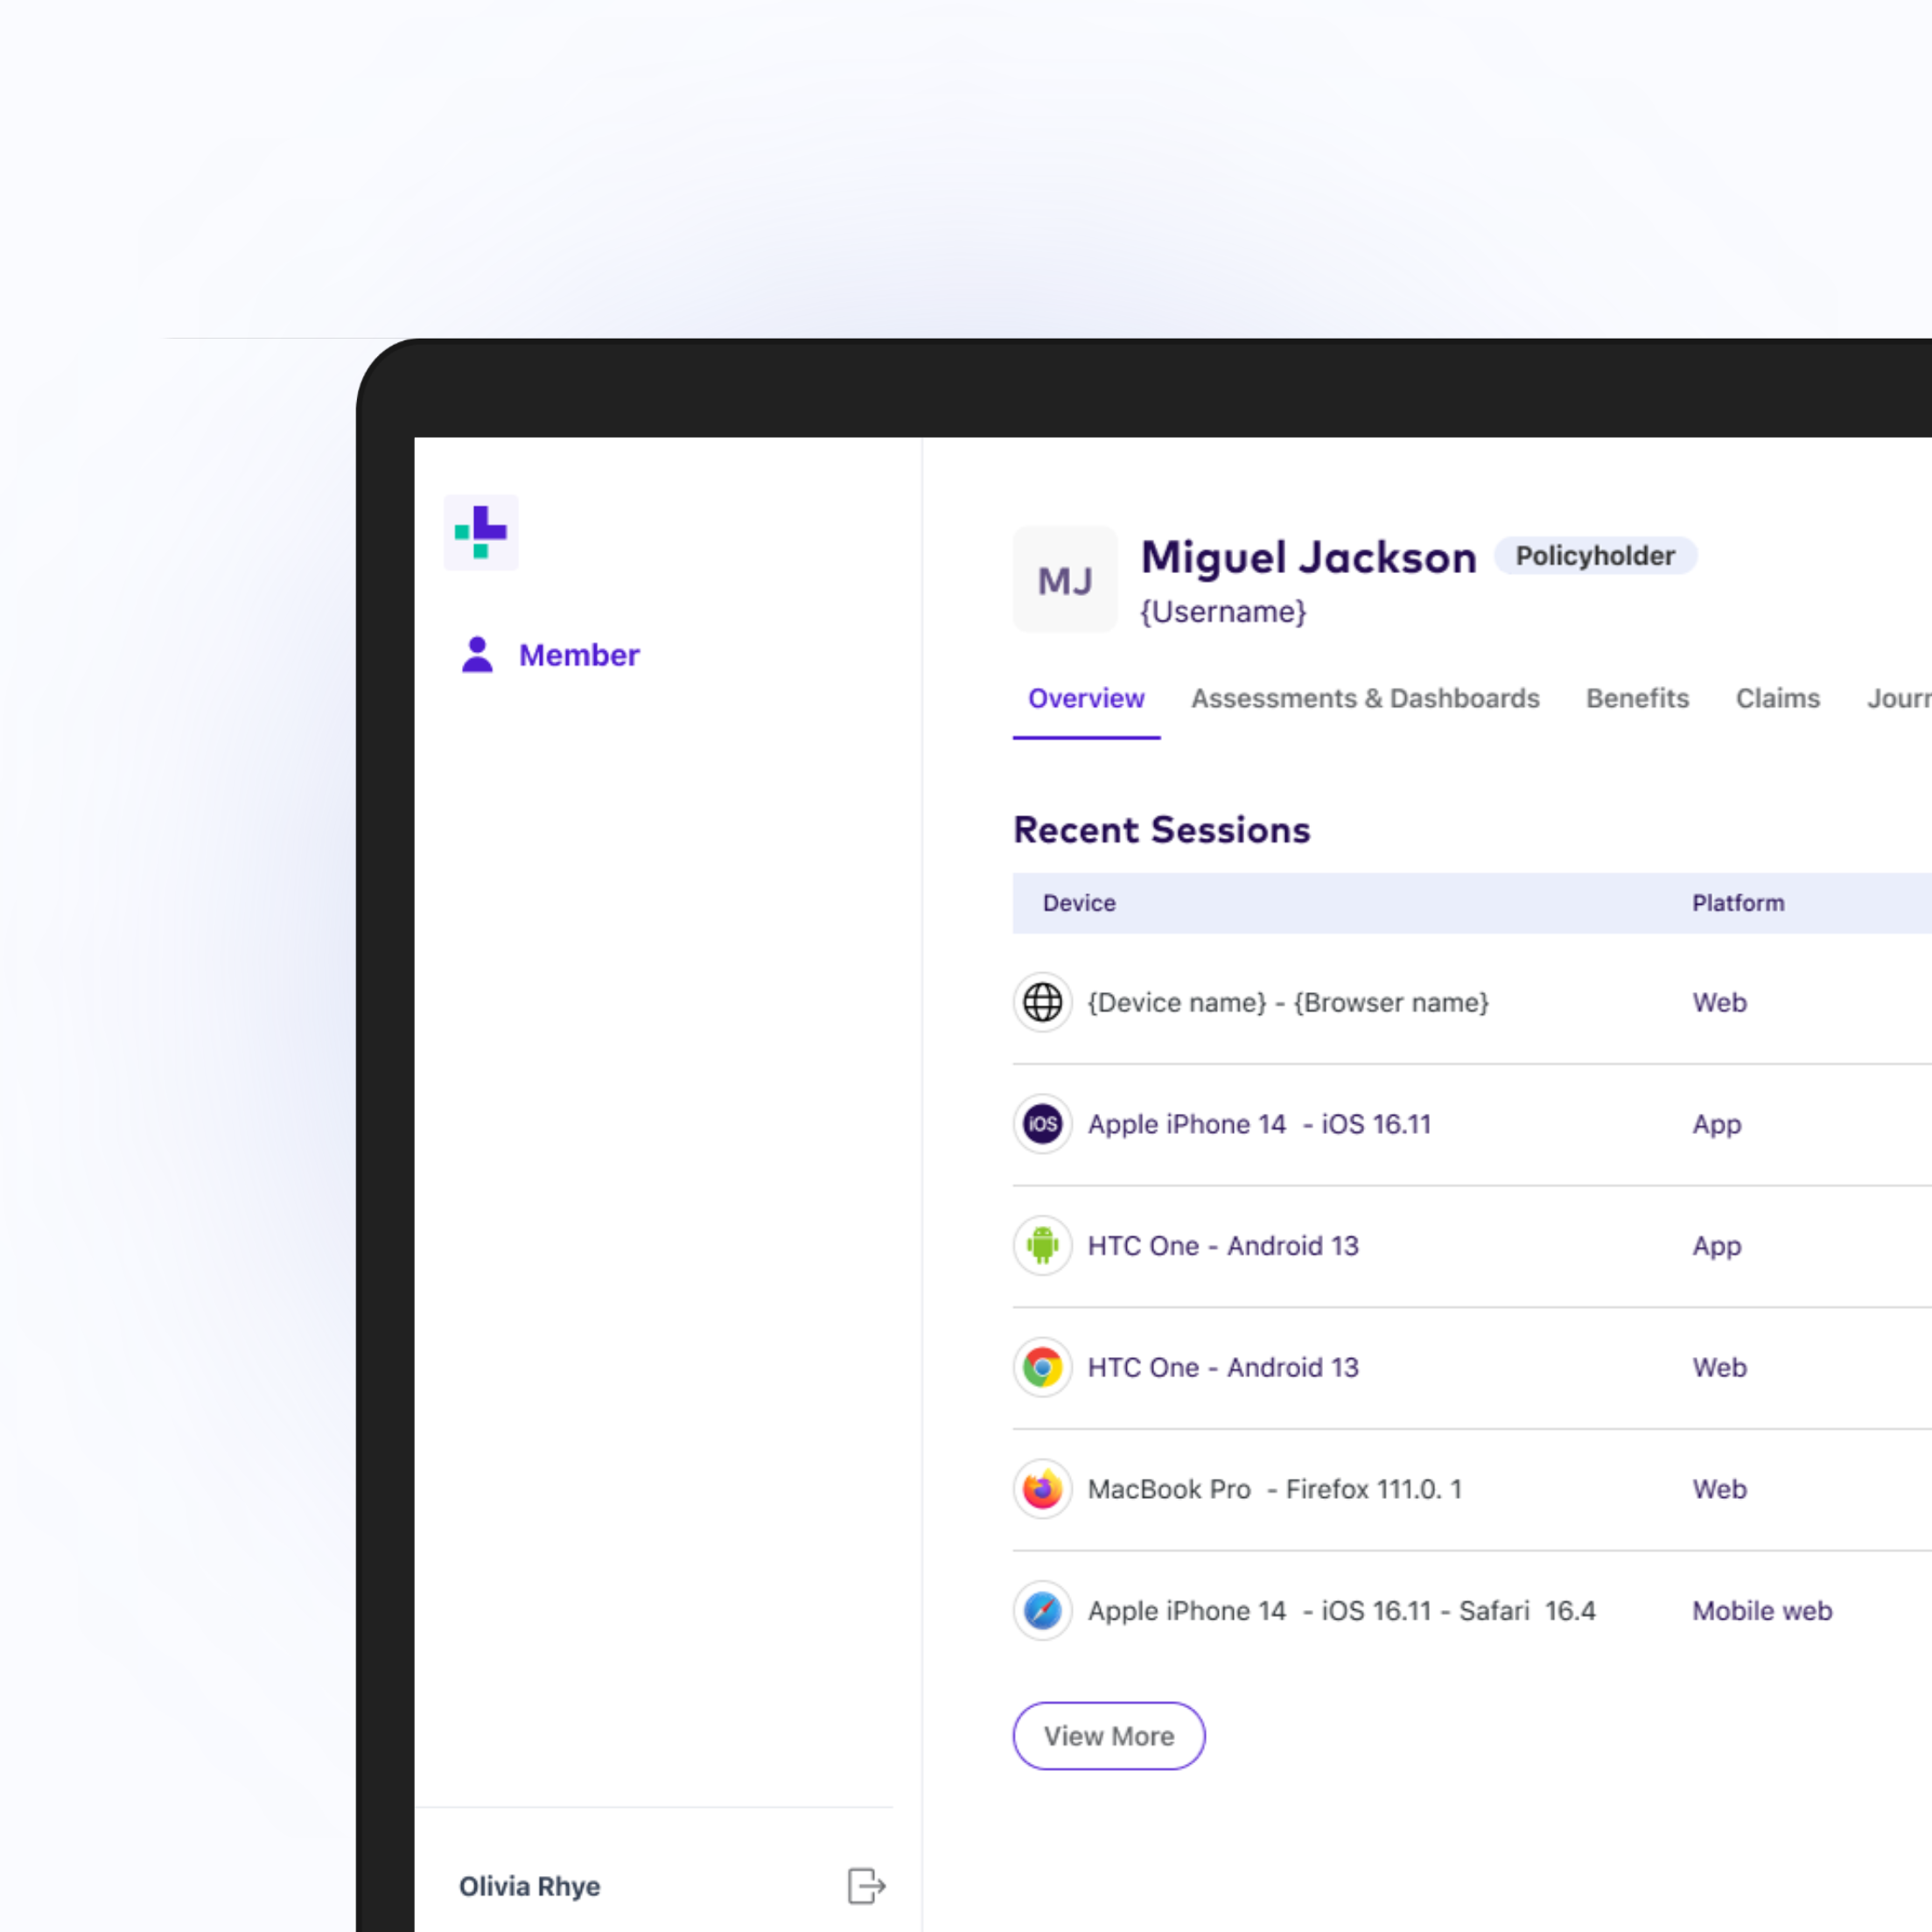 Member
MJ
Miguel Jackson Policyholder
{Username}
Overview Assessments & Dashboards Benefits Claims Jour
Recent Sessions
Device Platform
{Device name} - {Browser name} Web
iOS Apple iPhone 14 - iOS 16.11 App
HTC One - Android 13 App
HTC One - Android 13 Web
MacBook Pro - Firefox 111.0. 1 Web
Apple iPhone 14 - iOS 16.11 - Safari 16.4 Mobile web
View More
Olivia Rhye